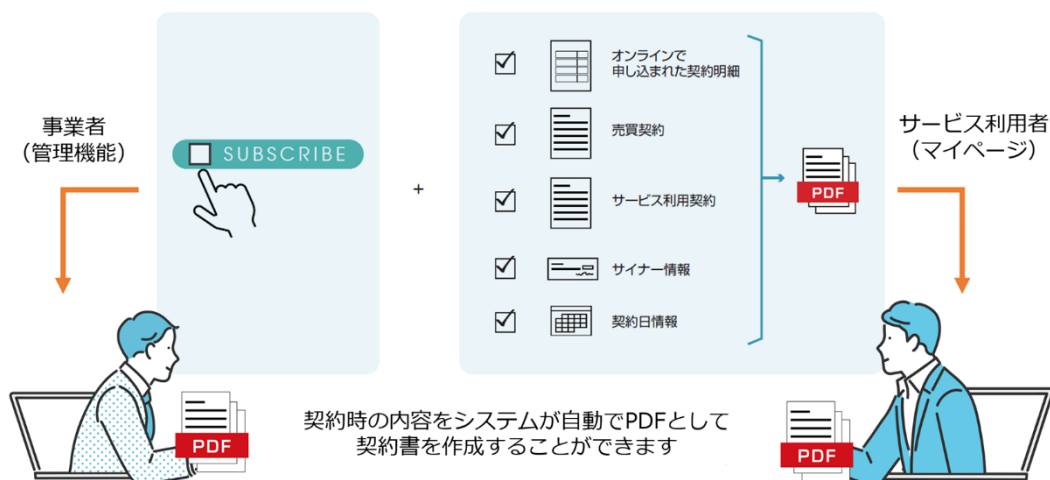 事業者
（管理機能）
SUBSCRIBE
+
オンラインで
申し込まれた契約明細
売買契約
サービス利用契約
サイナー情報
契約日情報
PDF
サービス利用者
（マイページ）
PDF
契約時の内容をシステムが自動でPDFとして
契約書を作成することができます
PDF